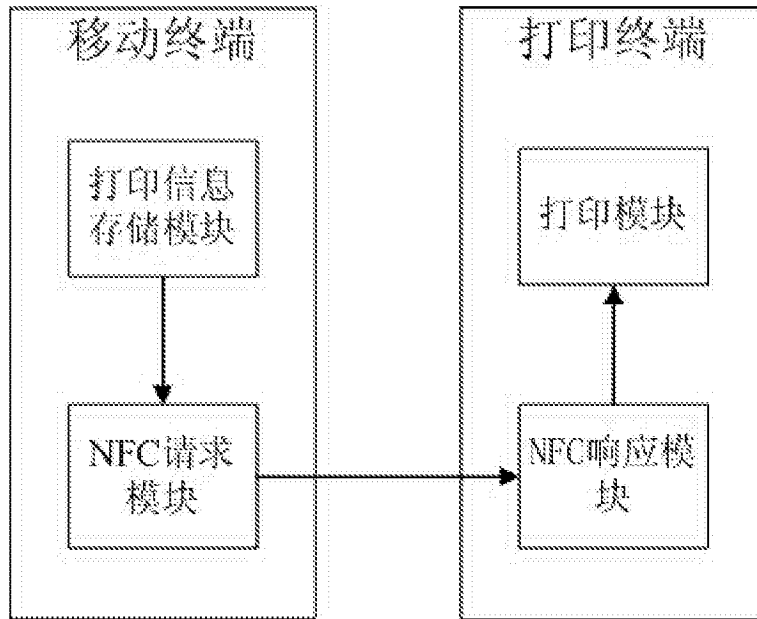 移动终端
打印信息
存储模块
NFC请求
模块
打印终端
打印模块
NFC响应模
块